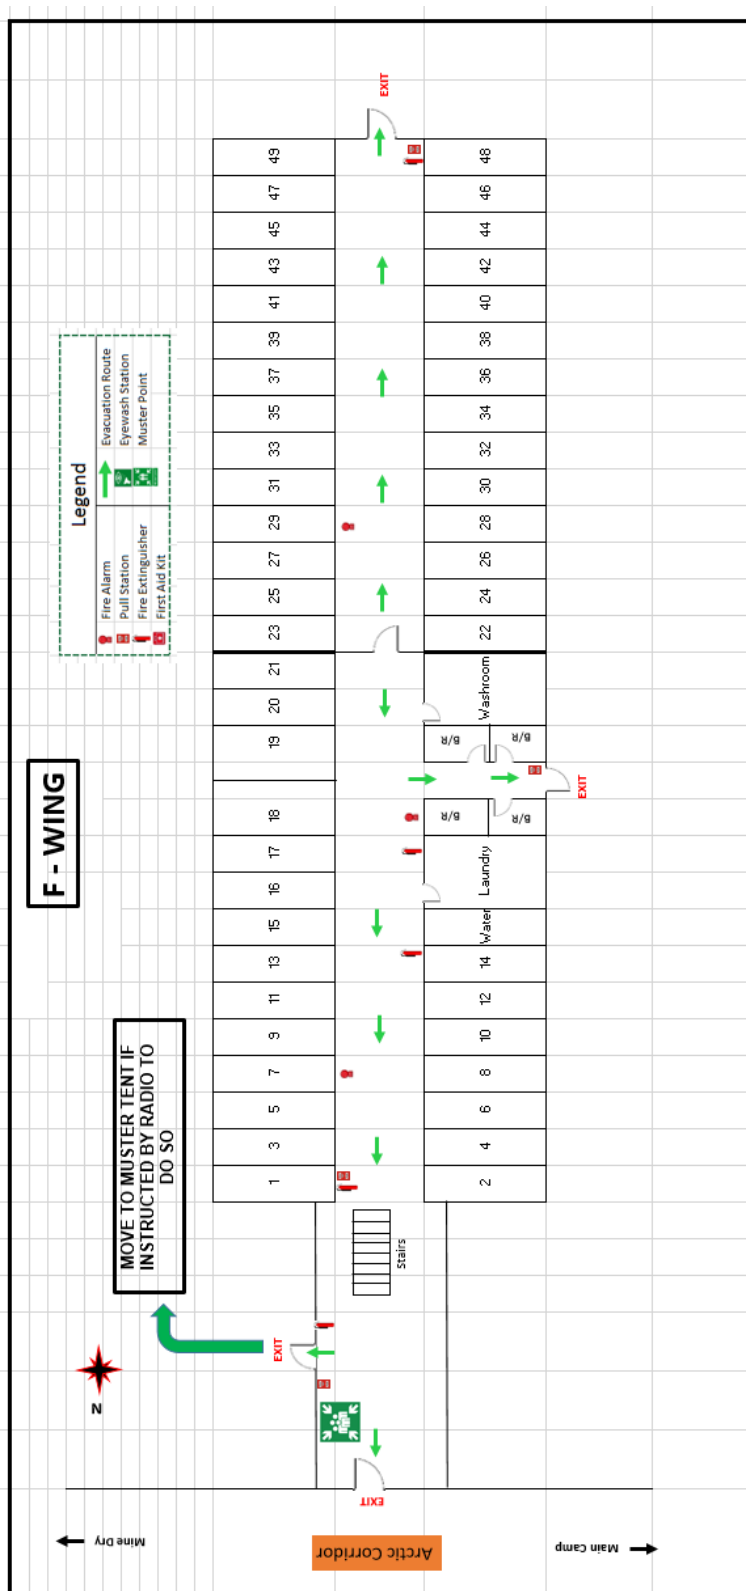 F - WING
MOVE TO MUSTER TENT IF
INSTRUCTED BY RADIO TO
DO SO
Legend
Fire Alarm
Pull Station
Fire Extinguisher
First Aid Kit
Evacuation Route
Eyewash Station
Muster Point
N
EXIT
1
3
5
7
9
11
13
15
16
17
18
19
20
21
23
25
27
29
31
33
35
37
39
41
43
45
47
49
Stairs
2
4
6
8
10
12
14
Water
Laundry
B/R
B/R
B/R
B/R
Washroom
22
24
26
28
30
32
34
36
38
40
42
44
46
48
EXIT
EXIT
EXIT
Mine Dry
Arctic Corridor
Main Camp